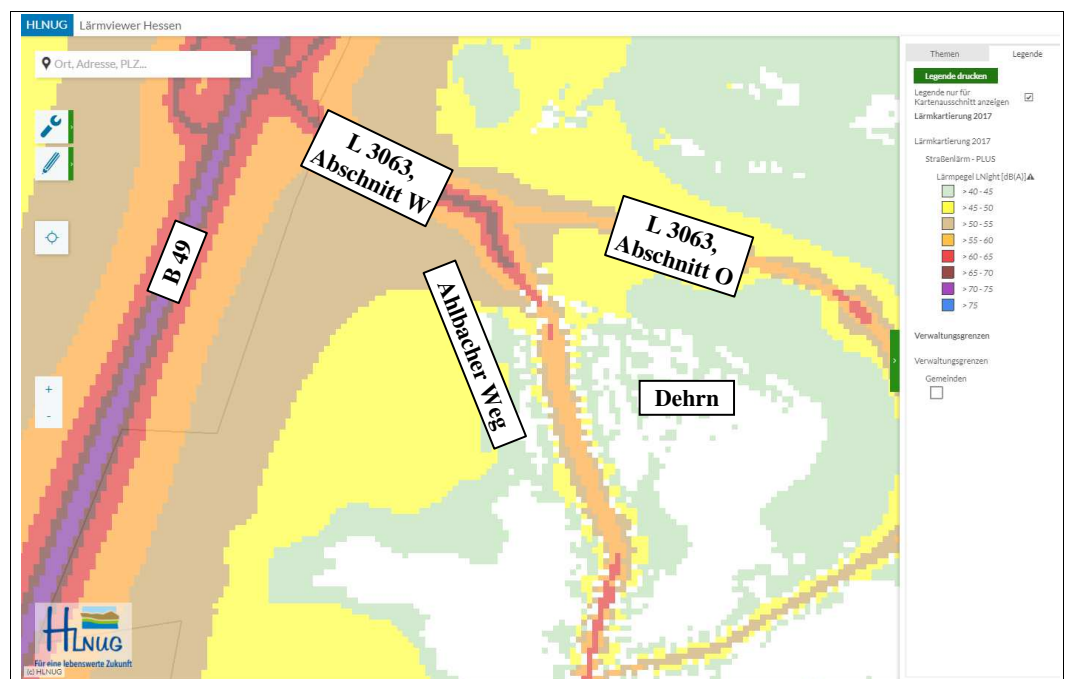 HLNUG Lärmviewer Hessen
Ort, Adresse, PLZ...
L 3063,
Abschnitt W
L 3063,
Abschnitt O
B 49
Ahlbacher Weg
Dehrn
+
-
HLNUG
Für eine lebenswerte Zukunft
(c) HLNUG
Themen Legende
Legende drucken
Legende nur für
Kartenausschnitt anzeigen
Lärmkartierung 2017
Lärmkartierung 2017
Straßenlärm - PLUS
Lärmpegel LNight [dB(A)]
> 40 - 45
> 45 - 50
> 50 - 55
> 55 - 60
> 60 - 65
> 65 - 70
> 70 - 75
> 75
Verwaltungsgrenzen
Verwaltungsgrenzen
Gemeinden